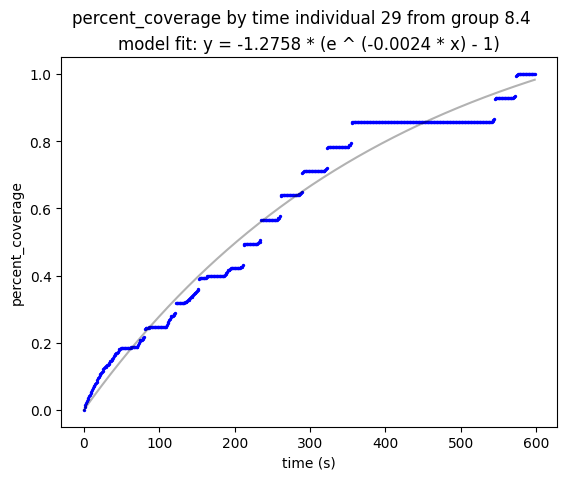 percent_coverage by time individual 29 from group 8.4
model fit: y = -1.2758 * (e ^ (-0.0024 * x) - 1)
percent_coverage
1.0
0.8
0.6
0.4
0.2
0.0
0 100 200 300 400 500 600
time (s)